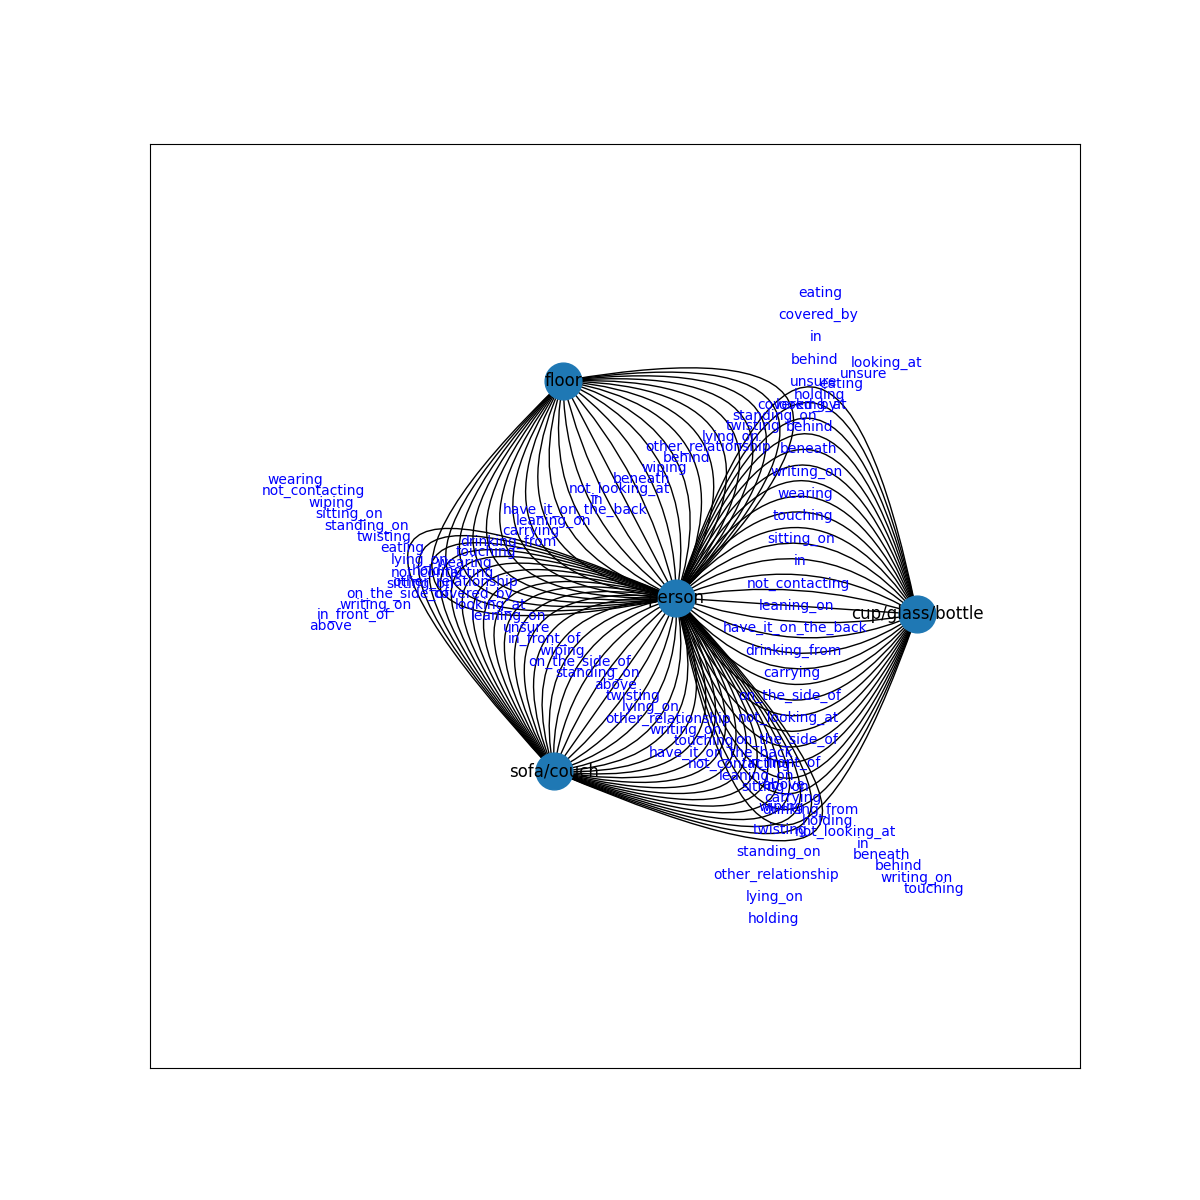 eating
covered_by
in
behind
looking_at
unsure
unsure
eating
floor
holding
looking_at
standing_on
twisting
behind
lying_on
other_relationship
beneath
behind
wiping
writing_on
beneath
wearing
not_looking_at
wearing
not_contacting
in
wiping
have_it_on_the_back
touching
sitting_on
leaning_on
standing_on
carrying
twisting
sitting_on
drinking_from
eating
touching
lying_on
wearing
in
not_contacting
holding
other_relationship
sitting_on
not_contacting
on_the_side_of
covered_by
writing_on
looking_at
leaning_on
in_front_of
leaning_on
cup/glass/bottle
above
unsure
have_it_on_the_back
in_front_of
wiping
drinking_from
on_the_side_of
standing_on
carrying
above
twisting
on_the_side_of
lying_on
other_relationship
not_looking_at
writing_on
touching
on_the_side_of
have_it_on_the_back
not_contacting
in_front_of
sofa/couch
leaning_on
sitting_on
above
carrying
drinking_from
holding
twisting
not_looking_at
in
standing_on
beneath
behind
other_relationship
writing_on
touching
lying_on
holding